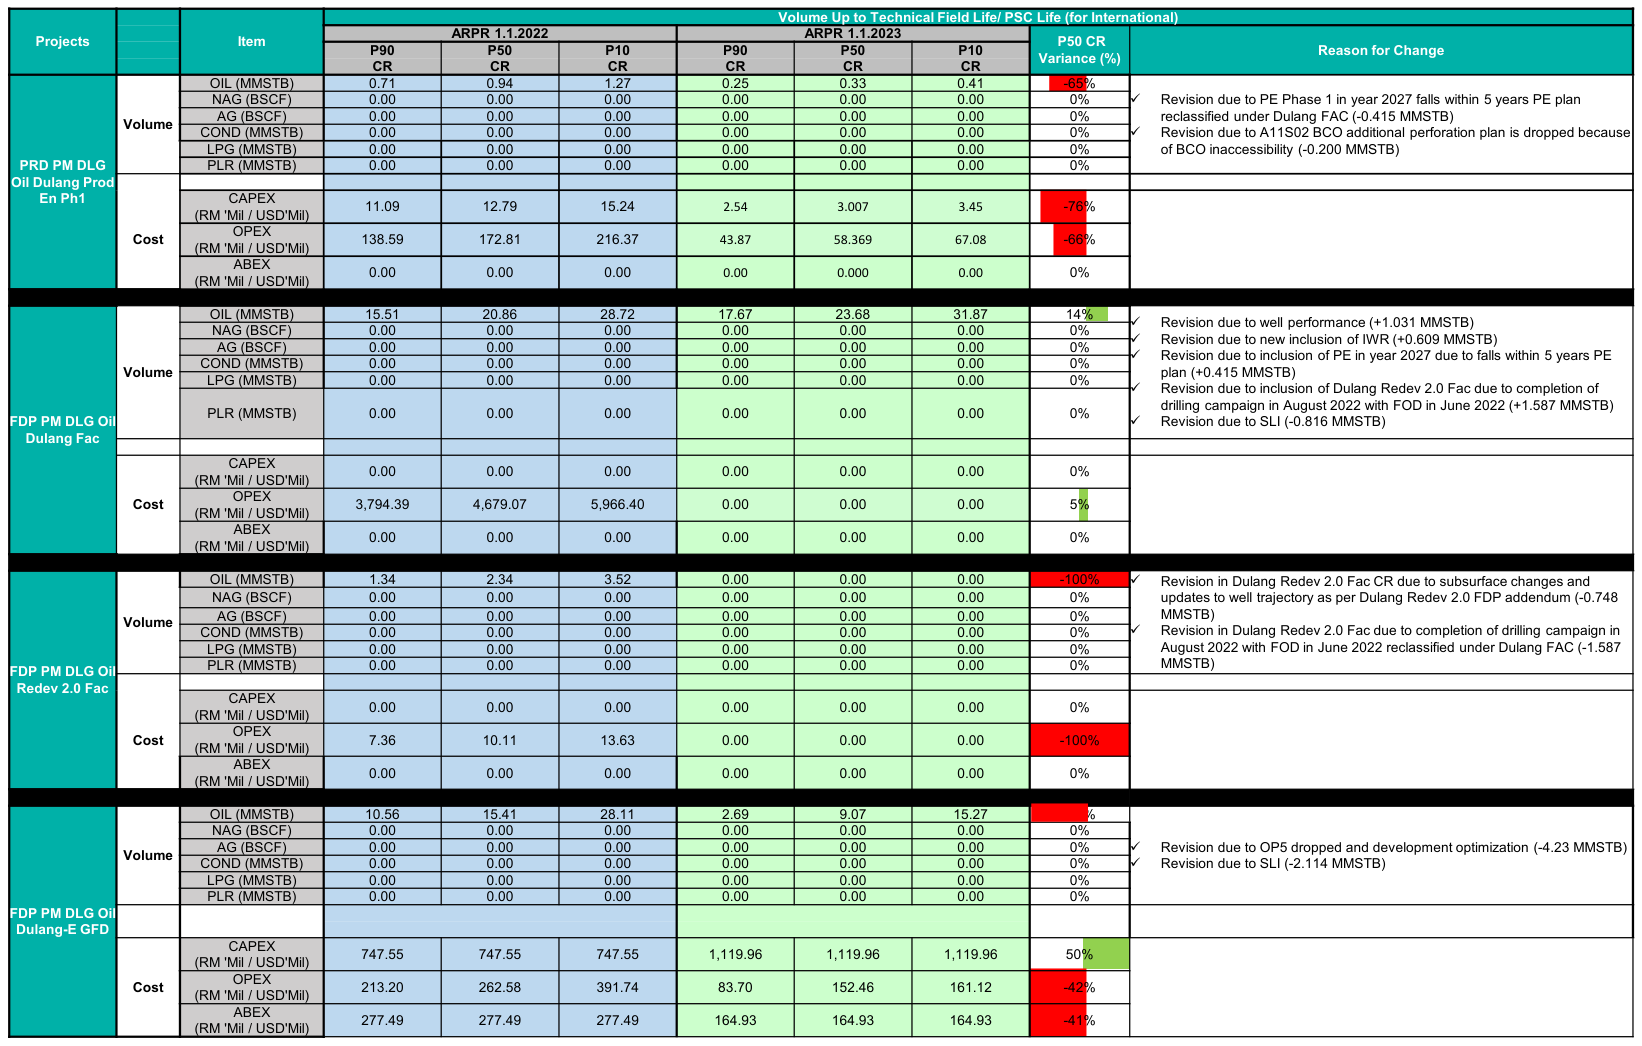 Volume Up to Technical Field Life/ PSC Life (for International)
Projects Item ARPR 1.1.2022 ARPR 1.1.2023 P50 CR Variance (%) Reason for Change
P90 CR P50 CR P10 CR P90 CR P50 CR P10 CR
PRD PM DLG
Oil Dulang Prod
En Ph1
Volume
OIL (MMSTB) 0.71 0.94 1.27 0.25 0.33 0.41 -65%
NAG (BSCF) 0.00 0.00 0.00 0.00 0.00 0.00 0%
AG (BSCF) 0.00 0.00 0.00 0.00 0.00 0.00 0%
COND (MMSTB) 0.00 0.00 0.00 0.00 0.00 0.00 0%
LPG (MMSTB) 0.00 0.00 0.00 0.00 0.00 0.00 0%
PLR (MMSTB) 0.00 0.00 0.00 0.00 0.00 0.00 0%
✓ Revision due to PE Phase 1 in year 2027 falls within 5 years PE plan
reclassified under Dulang FAC (-0.415 MMSTB)
✓ Revision due to A11S02 BCO additional perforation plan is dropped because
of BCO inaccessibility (-0.200 MMSTB)
Cost
CAPEX
(RM 'Mil / USD'Mil) 11.09 12.79 15.24 2.54 3.007 3.45 -76%
OPEX
(RM 'Mil / USD'Mil) 138.59 172.81 216.37 43.87 58.369 67.08 -66%
ABEX
(RM 'Mil / USD'Mil) 0.00 0.00 0.00 0.00 0.000 0.00 0%
FDP PM DLG Oil
Dulang Fac
Volume
OIL (MMSTB) 15.51 20.86 28.72 17.67 23.68 31.87 14%
NAG (BSCF) 0.00 0.00 0.00 0.00 0.00 0.00 0%
AG (BSCF) 0.00 0.00 0.00 0.00 0.00 0.00 0%
COND (MMSTB) 0.00 0.00 0.00 0.00 0.00 0.00 0%
LPG (MMSTB) 0.00 0.00 0.00 0.00 0.00 0.00 0%
PLR (MMSTB) 0.00 0.00 0.00 0.00 0.00 0.00 0%
✓ Revision due to well performance (+1.031 MMSTB)
✓ Revision due to new inclusion of IWR (+0.609 MMSTB)
✓ Revision due to inclusion of PE in year 2027 due to falls within 5 years PE
plan (+0.415 MMSTB)
✓ Revision due to inclusion of Dulang Redev 2.0 Fac due to completion of
drilling campaign in August 2022 with FOD in June 2022 (+1.587 MMSTB)
✓ Revision due to SLI (-0.816 MMSTB)
Cost
CAPEX
(RM 'Mil / USD'Mil) 0.00 0.00 0.00 0.00 0.00 0.00 0%
OPEX
(RM 'Mil / USD'Mil) 3,794.39 4,679.07 5,966.40 0.00 0.00 0.00 5%
ABEX
(RM 'Mil / USD'Mil) 0.00 0.00 0.00 0.00 0.00 0.00 0%
FDP PM DLG Oil
Redev 2.0 Fac
Volume
OIL (MMSTB) 1.34 2.34 3.52 0.00 0.00 0.00 -100%
NAG (BSCF) 0.00 0.00 0.00 0.00 0.00 0.00 0%
AG (BSCF) 0.00 0.00 0.00 0.00 0.00 0.00 0%
COND (MMSTB) 0.00 0.00 0.00 0.00 0.00 0.00 0%
LPG (MMSTB) 0.00 0.00 0.00 0.00 0.00 0.00 0%
PLR (MMSTB) 0.00 0.00 0.00 0.00 0.00 0.00 0%
✓ Revision in Dulang Redev 2.0 Fac CR due to subsurface changes and
updates to well trajectory as per Dulang Redev 2.0 FDP addendum (-0.748
MMSTB)
✓ Revision in Dulang Redev 2.0 Fac due to completion of drilling campaign in
August 2022 with FOD in June 2022 reclassified under Dulang FAC (-1.587
MMSTB)
Cost
CAPEX
(RM 'Mil / USD'Mil) 0.00 0.00 0.00 0.00 0.00 0.00 0%
OPEX
(RM 'Mil / USD'Mil) 7.36 10.11 13.63 0.00 0.00 0.00 -100%
ABEX
(RM 'Mil / USD'Mil) 0.00 0.00 0.00 0.00 0.00 0.00 0%
FDP PM DLG Oil
Dulang-E GFD
Volume
OIL (MMSTB) 10.56 15.41 28.11 2.69 9.07 15.27 %
NAG (BSCF) 0.00 0.00 0.00 0.00 0.00 0.00 0%
AG (BSCF) 0.00 0.00 0.00 0.00 0.00 0.00 0%
COND (MMSTB) 0.00 0.00 0.00 0.00 0.00 0.00 0%
LPG (MMSTB) 0.00 0.00 0.00 0.00 0.00 0.00 0%
PLR (MMSTB) 0.00 0.00 0.00 0.00 0.00 0.00 0%
✓ Revision due to OP5 dropped and development optimization (-4.23 MMSTB)
✓ Revision due to SLI (-2.114 MMSTB)
Cost
CAPEX
(RM 'Mil / USD'Mil) 747.55 747.55 747.55 1,119.96 1,119.96 1,119.96 50%
OPEX
(RM 'Mil / USD'Mil) 213.20 262.58 391.74 83.70 152.46 161.12 -42%
ABEX
(RM 'Mil / USD'Mil) 277.49 277.49 277.49 164.93 164.93 164.93 -41%